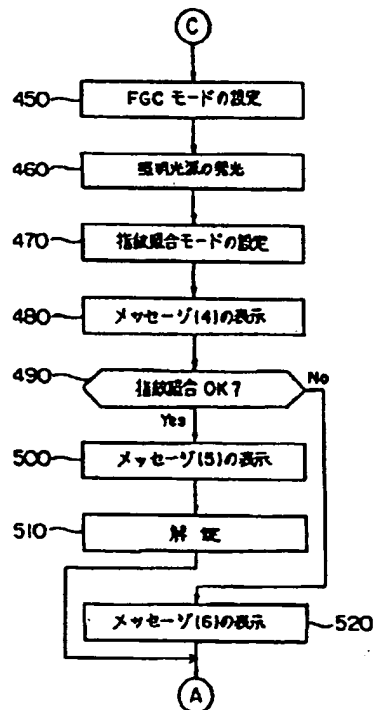 C
450
FGC モードの設定
460
照明光源の発光
470
指紋照合モードの設定
480
メッセージ(4)の表示
490
指紋照合 OK?
No
Yes
500
メッセージ(5)の表示
510
解錠
メッセージ(6)の表示
520
A